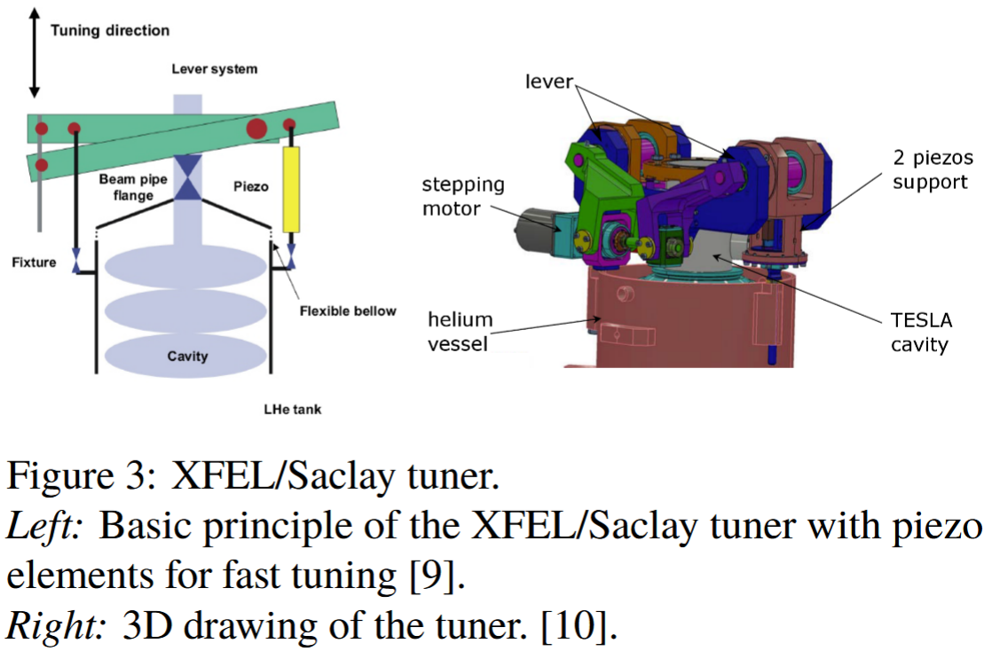 Tuning direction
Lever system
Beam pipe
flange
Piezo
Fixture
Flexible bellow
Cavity
LHe tank
lever
stepping
motor
2 piezos
support
helium
vessel
TESLA
cavity
Figure 3: XFEL/Saclay tuner.
Left: Basic principle of the XFEL/Saclay tuner with piezo
elements for fast tuning [9].
Right: 3D drawing of the tuner. [10].